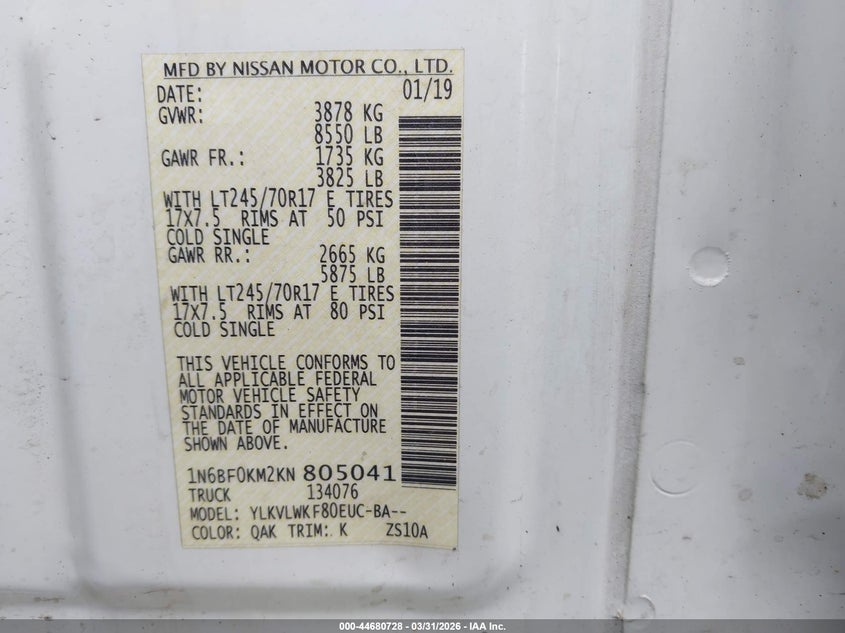 MFD BY NISSAN MOTOR CO., LTD.
DATE: 01/19
GVWR: 3878 KG
8550 LB
GAWR FR.: 1735 KG
3825 LB
WITH LT245/70R17 E TIRES
17X7.5 RIMS AT 50 PSI
COLD SINGLE
GAWR RR.: 2665 KG
5875 LB
WITH LT245/70R17 E TIRES
17X7.5 RIMS AT 80 PSI
COLD SINGLE
THIS VEHICLE CONFORMS TO
ALL APPLICABLE FEDERAL
MOTOR VEHICLE SAFETY
STANDARDS IN EFFECT ON
THE DATE OF MANUFACTURE
SHOWN ABOVE.
1N6BF0KM2KN 805041
TRUCK 134076
MODEL: YLKVLWKF80EUC-BA--
COLOR: QAK TRIM: K ZS10A
000-44680728 - 03/31/2026 - IAA Inc.